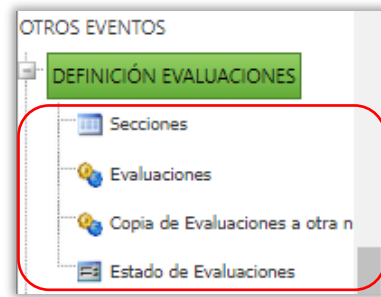 OTROS EVENTOS
DEFINICIÓN EVALUACIONES
Secciones
Evaluaciones
Copia de Evaluaciones a otra n
Estado de Evaluaciones